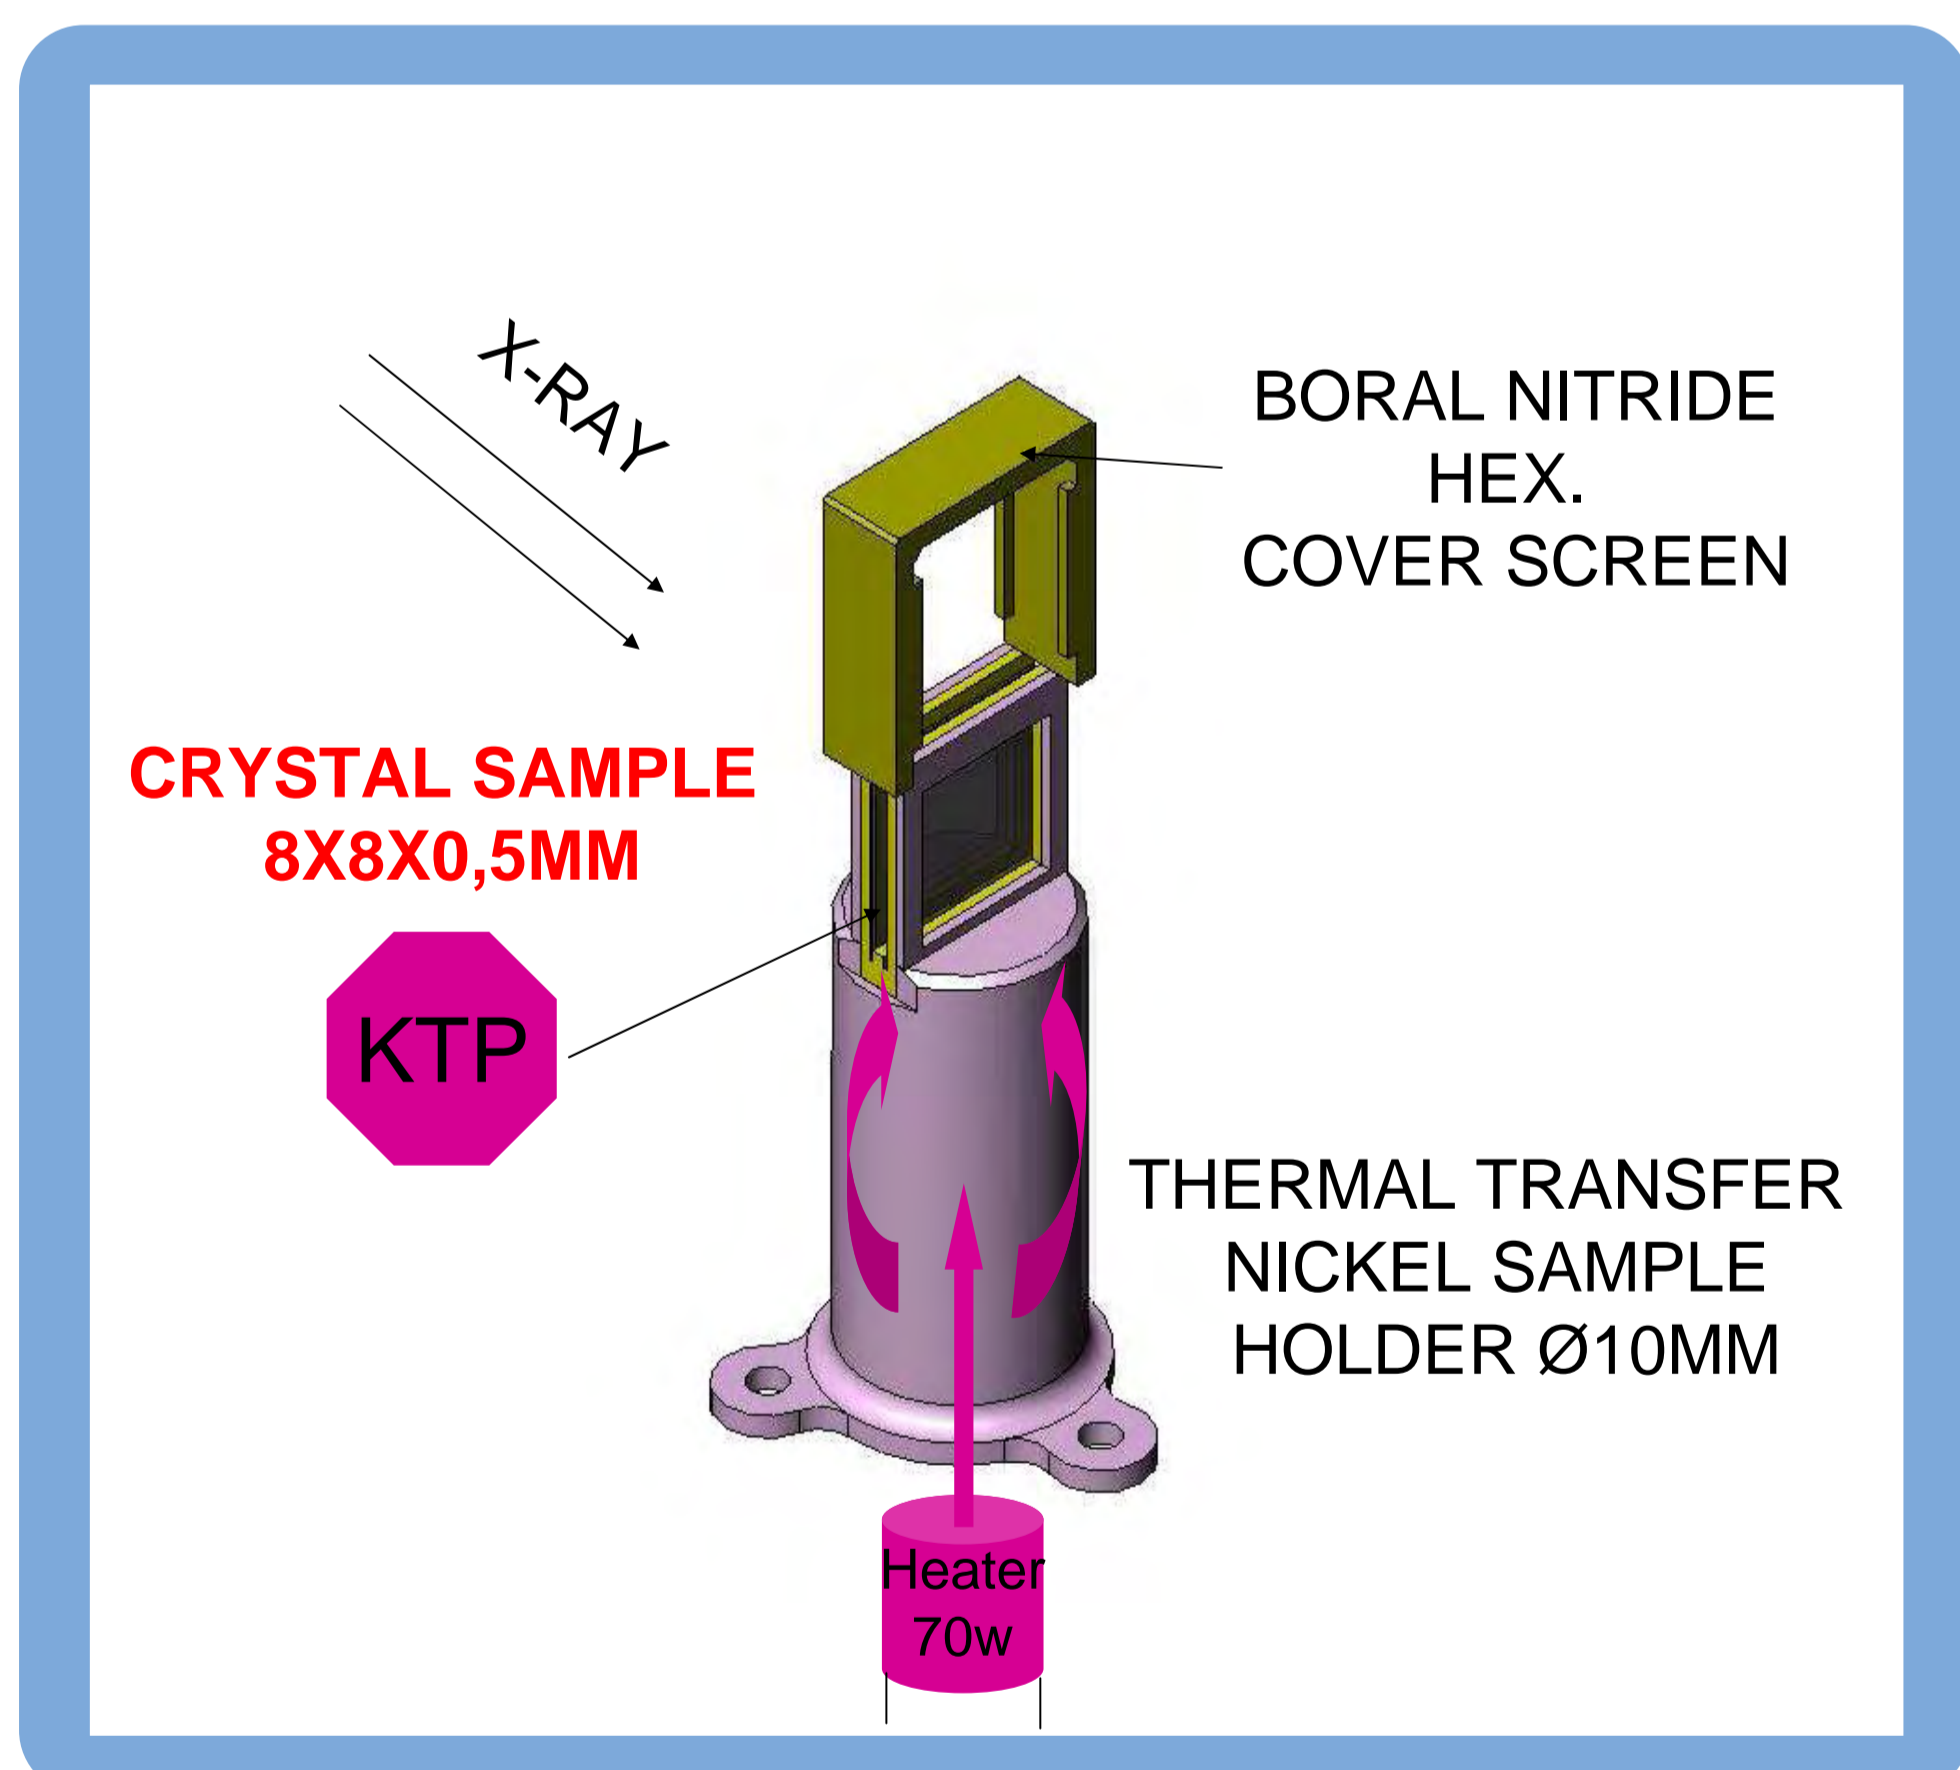 X-RAY
BORAL NITRIDE
HEX.
COVER SCREEN
CRYSTAL SAMPLE
8X8X0,5MM
KTP
THERMAL TRANSFER
NICKEL SAMPLE
HOLDER Ø10MM
Heater
70w